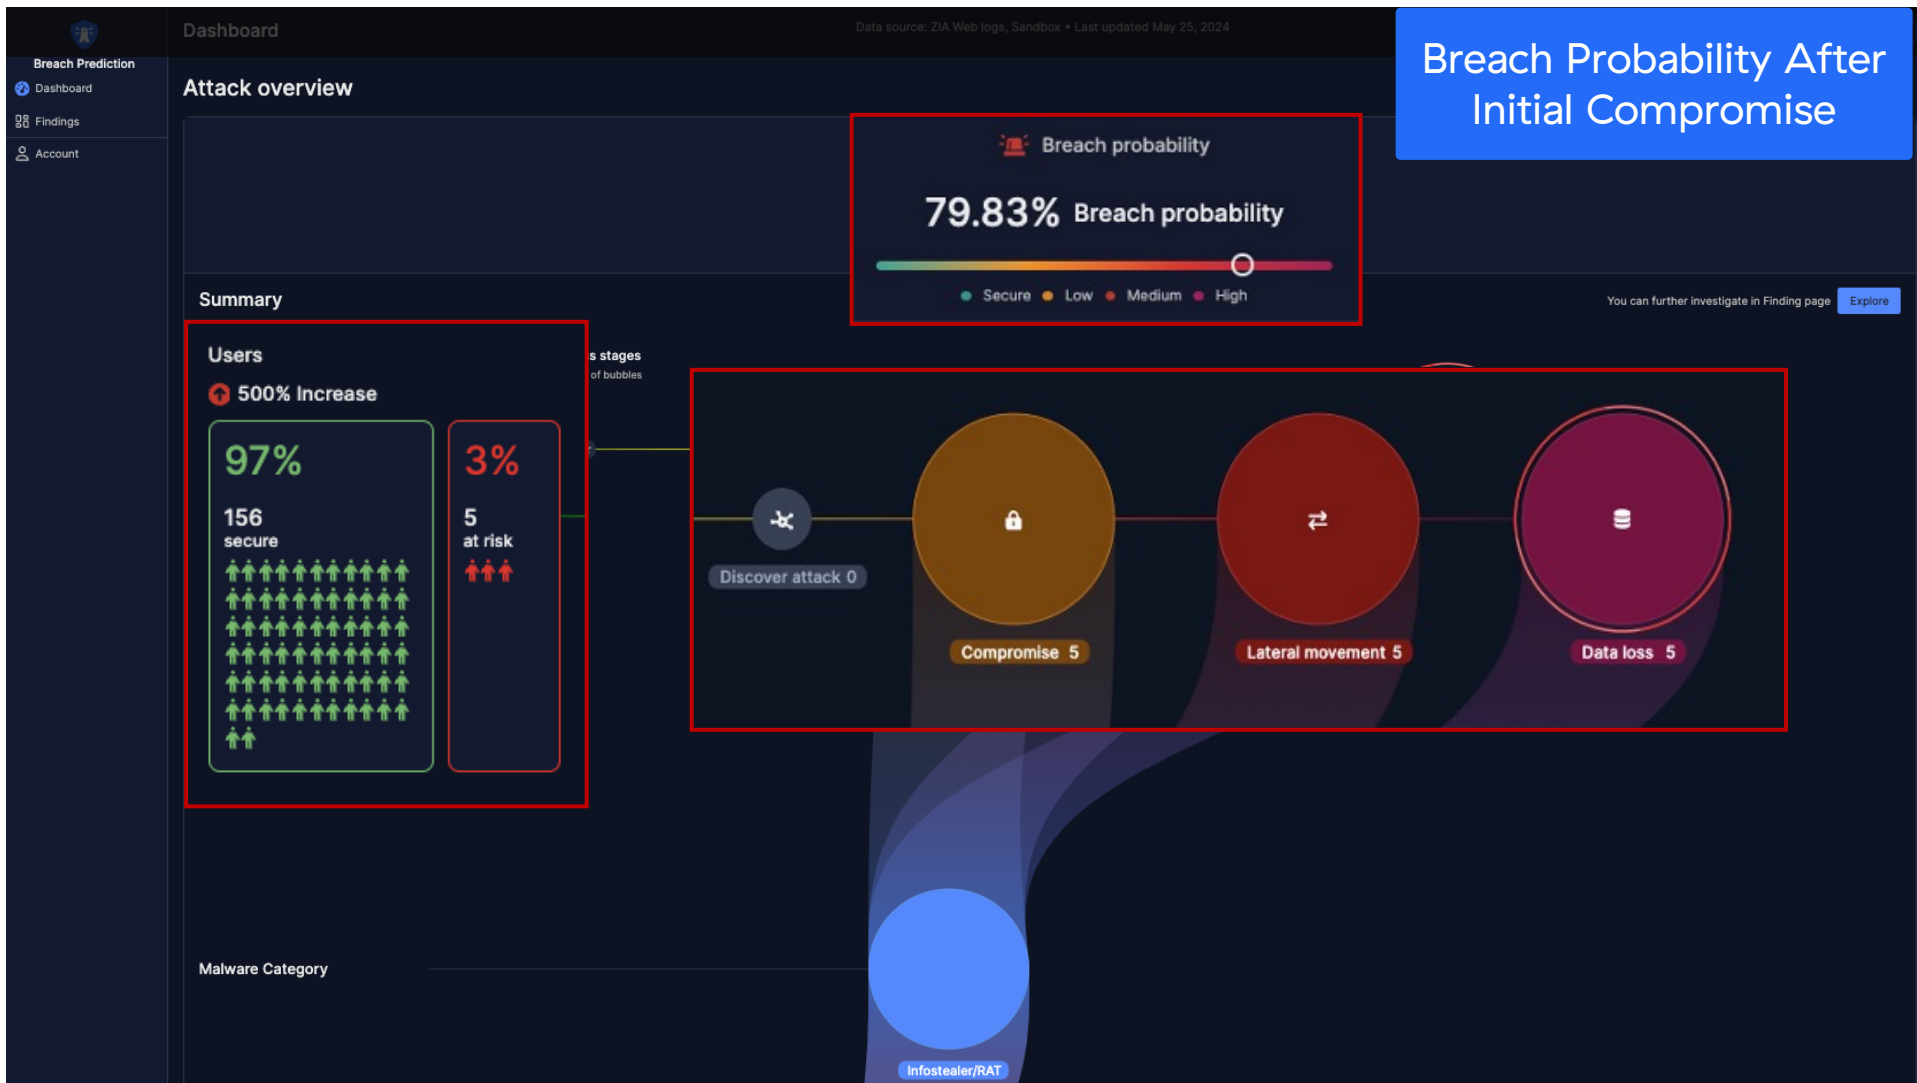 Dashboard
Data source: ZIA Web logs, Sandbox • Last updated May 25, 2024
Breach Probability After
Initial Compromise
Breach Prediction
Dashboard
Findings
Account
Attack overview
Breach probability
79.83% Breach probability
Secure Low Medium High
Summary
You can further investigate in Finding page Explore
Users
500% Increase
97%
156
secure
3%
5
at risk
s stages
of bubbles
Discover attack 0
Compromise 5
Lateral movement 5
Data loss 5
Malware Category
Infostealer/RAT